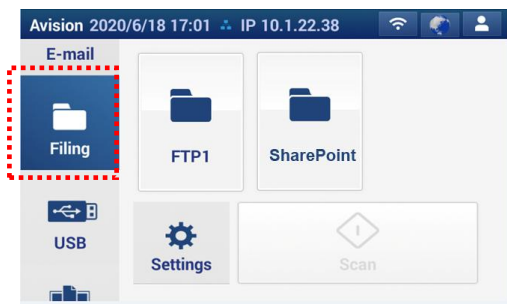 Avision 2020/6/18 17:01 IP 10.1.22.38
E-mail
Filing
FTP1
SharePoint
USB
Settings
Scan